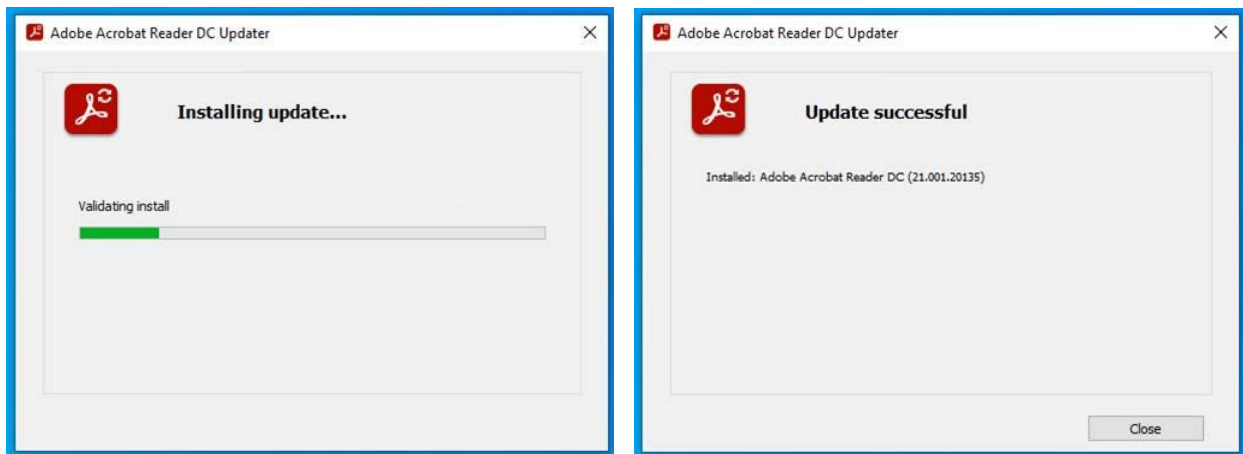 Adobe Acrobat Reader DC Updater
Installing update...
Validating install
Adobe Acrobat Reader DC Updater
Update successful
Installed: Adobe Acrobat Reader DC (21.001.20135)
Close